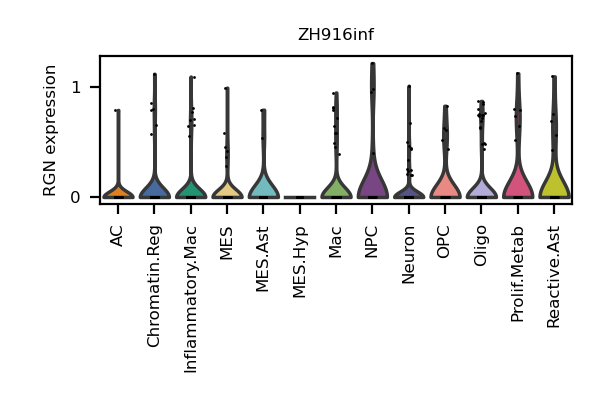 ZH916inf
RGN expression
1
0
AC
Chromatin.Reg
Inflammatory.Mac
MES
MES.Ast
MES.Hyp
Mac
NPC
Neuron
OPC
Oligo
Prolif.Metab
Reactive.Ast